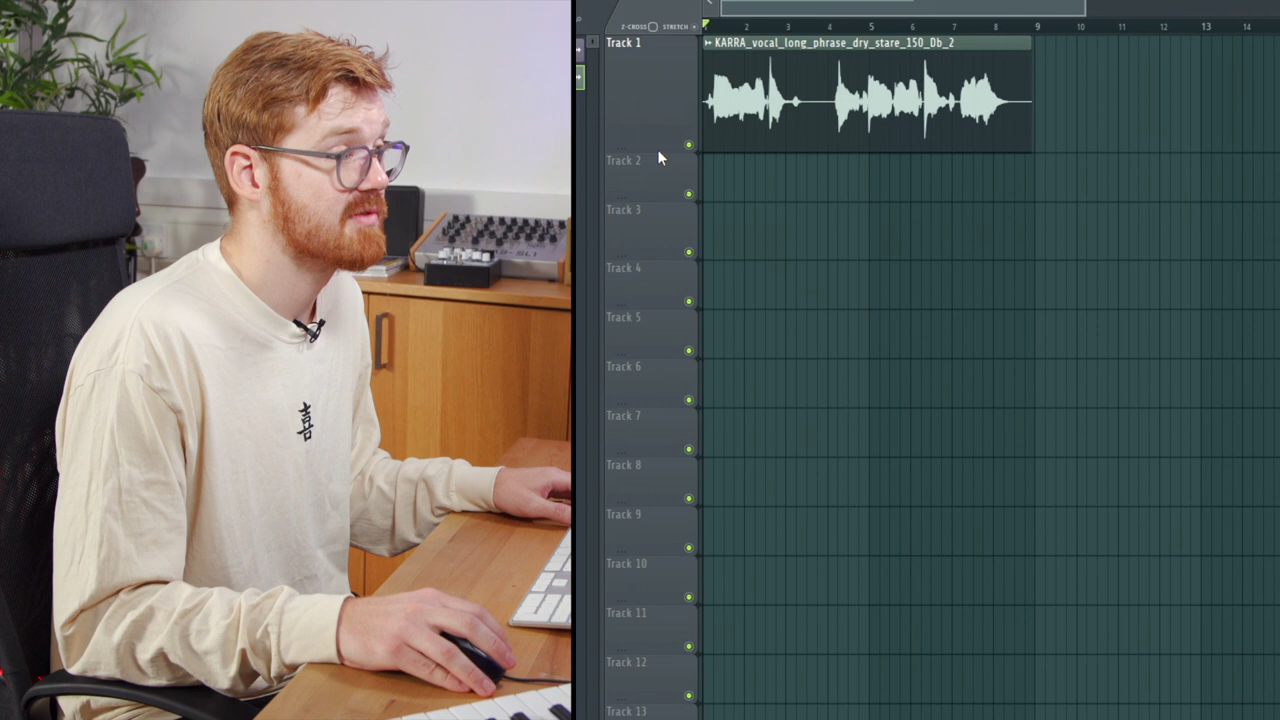 喜
Z-CROSS STRETCH
2 3 4 5 6 7 8 9 10 11 12 13 14
Track 1
KARRA_vocal_long_phrase_dry_stare_150_Db_2
Track 2
Track 3
Track 4
Track 5
Track 6
Track 7
Track 8
Track 9
Track 10
Track 11
Track 12
Track 13